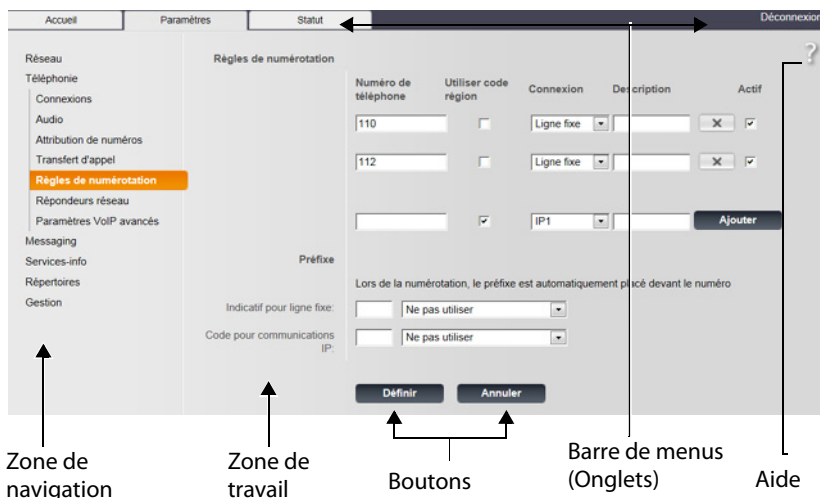 Accueil Paramètres Statut Déconnexion
Réseau
Téléphonie
Connexions
Audio
Attribution de numéros
Transfert d'appel
Règles de numérotation
Répondeurs réseau
Paramètres VoIP avancés
Messaging
Services-info
Répertoires
Gestion
Règles de numérotation
Numéro de téléphone Utiliser code région Connexion Description Actif
110 Ligne fixe
112 Ligne fixe
IP1 Ajouter
Préfixe
Lors de la numérotation, le préfixe est automatiquement placé devant le numéro
Indicatif pour ligne fixe: Ne pas utiliser
Code pour communications IP: Ne pas utiliser
Définir Annuler
?
Zone de
navigation
Zone de
travail
Boutons
Barre de menus
(Onglets)
Aide